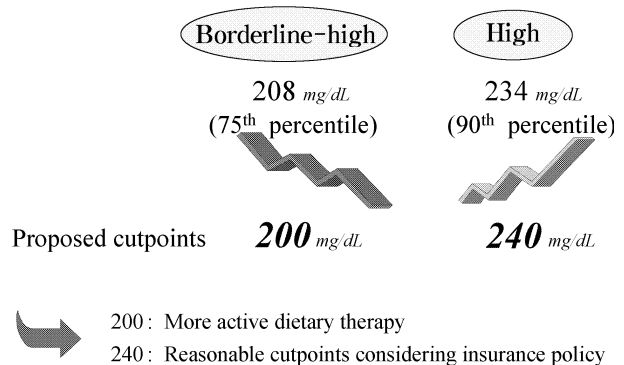 Borderline-high High
208 mg/dL 234 mg/dL
(75th percentile) (90th percentile)
Proposed cutpoints 200 mg/dL 240 mg/dL
200 : More active dietary therapy
240 : Reasonable cutpoints considering insurance policy